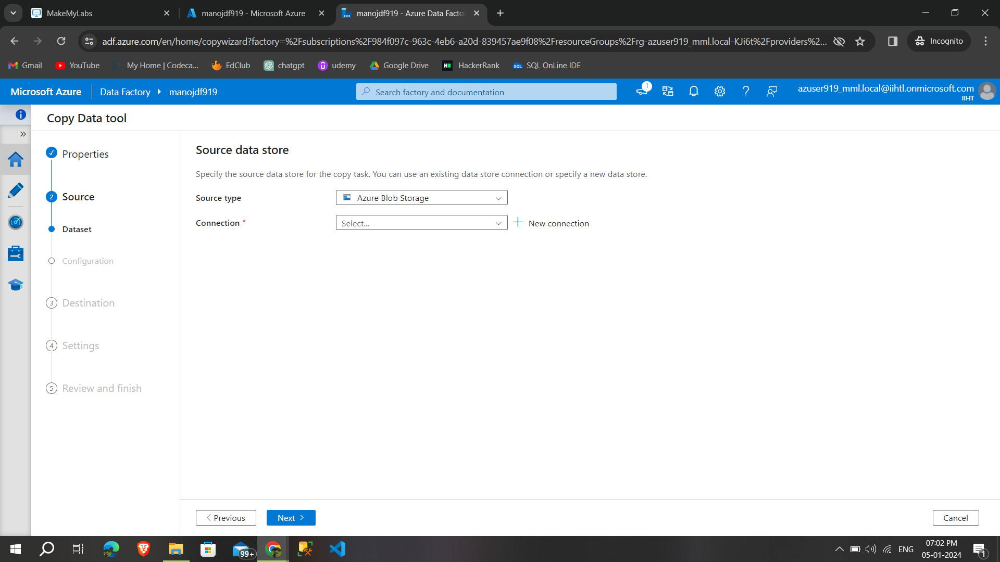 MakeMyLabs
manojdf919 - Microsoft Azure
manojdf919 - Azure Data Facto
adf.azure.com/en/home/copywizard?factory=%2Fsubscriptions%2F984f097c-963c-4eb6-a20d-839457ae9f08%2FresourceGroups%2Frg-azuser919_mml.local-KJi6t%2Fproviders%2...
Incognito
Gmail
YouTube
My Home | Codeca...
EdClub
chatgpt
udemy
Google Drive
HackerRank
SQL OnLine IDE
Microsoft Azure
Data Factory
manojdf919
Search factory and documentation
1
azuser919_mml.local@iihtl.onmicrosoft.com
IIHT
Copy Data tool
Properties
2 Source
Dataset
Configuration
3 Destination
4 Settings
5 Review and finish
Source data store
Specify the source data store for the copy task. You can use an existing data store connection or specify a new data store.
Source type
Azure Blob Storage
Connection *
Select...
New connection
Previous
Next
Cancel
99+
ENG
07:02 PM
05-01-2024
1